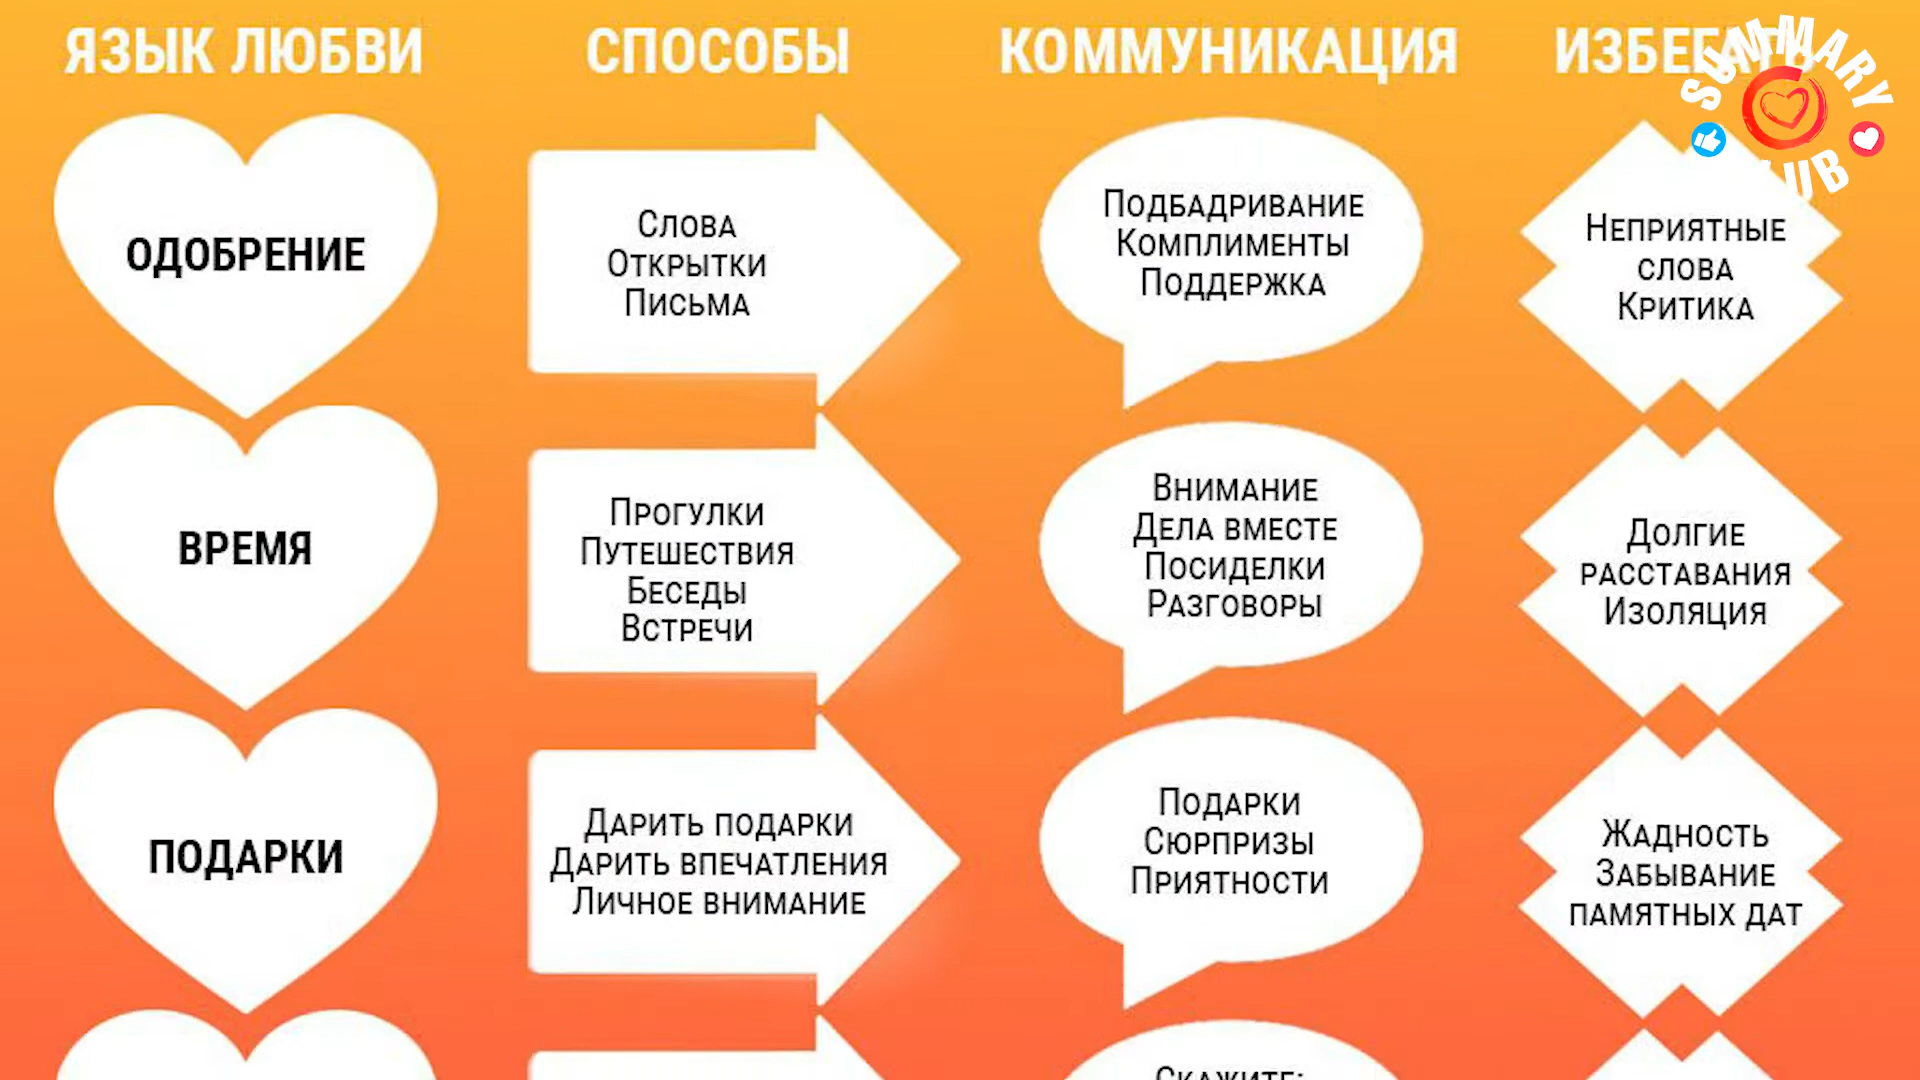 ЯЗЫК ЛЮБВИ
СПОСОБЫ
КОММУНИКАЦИЯ
SUMMARY
ОДОБРЕНИЕ
Слова
Открытки
Письма
Подбадривание
Комплименты
Поддержка
Неприятные
слова
Критика
ВРЕМЯ
Прогулки
Путешествия
Беседы
Встречи
Внимание
Дела вместе
Посиделки
Разговоры
Долгие
расставания
Изоляция
ПОДАРКИ
Дарить подарки
Дарить впечатления
Личное внимание
Подарки
Сюрпризы
Приятности
Жадность
Забывание
памятных дат